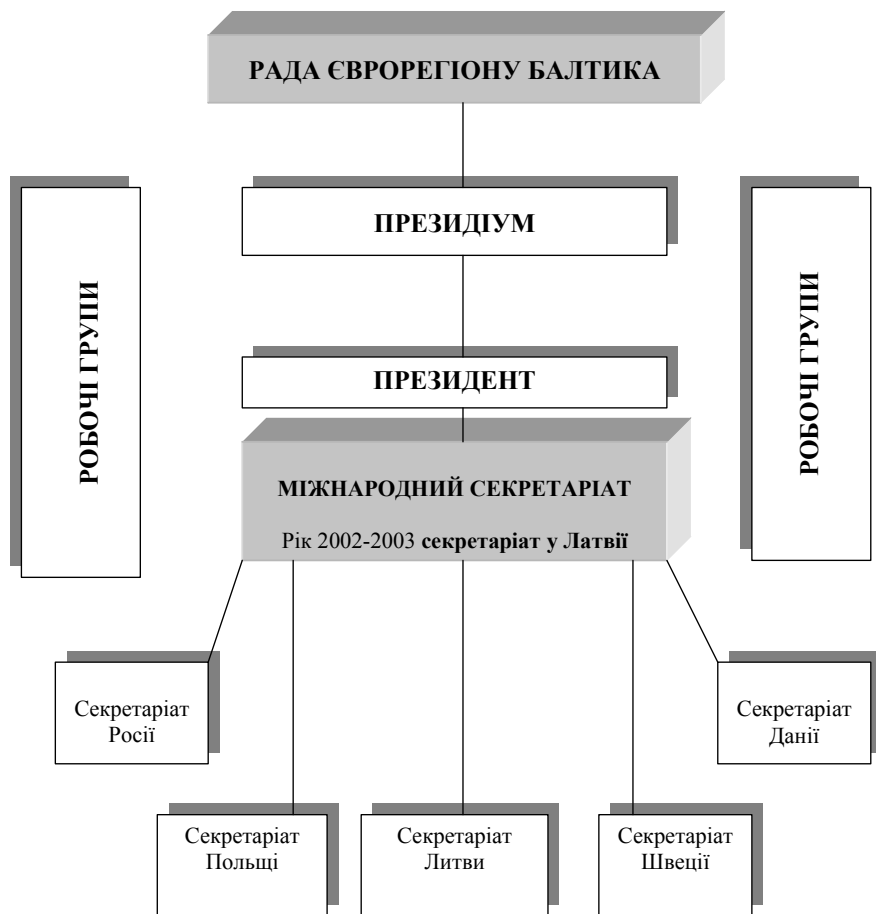 РАДА ЄВРОРЕГІОНУ БАЛТИКА
РОБОЧІ ГРУПИ
ПРЕЗИДІУМ
ПРЕЗИДЕНТ
МІЖНАРОДНИЙ СЕКРЕТАРІАТ
Рік 2002-2003 секретаріат у Латвії
РОБОЧІ ГРУПИ
Секретаріат
Росії
Секретаріат
Данії
Секретаріат
Польщі
Секретаріат
Литви
Секретаріат
Швеції